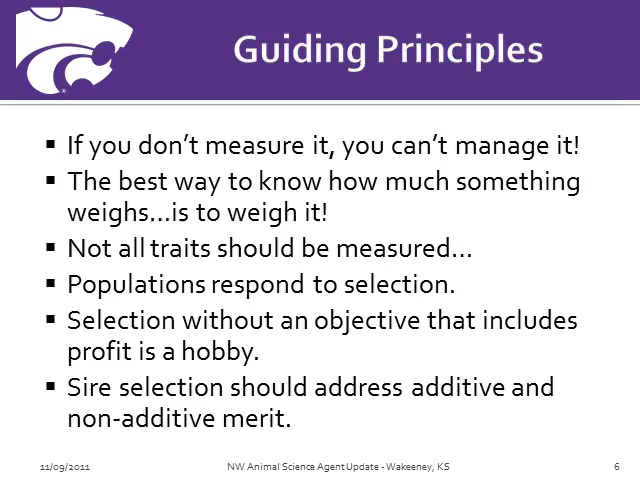 Guiding Principles
▪ If you don't measure it, you can't manage it!
▪ The best way to know how much something
weighs...is to weigh it!
▪ Not all traits should be measured...
▪ Populations respond to selection.
▪ Selection without an objective that includes
profit is a hobby.
▪ Sire selection should address additive and
non-additive merit.
11/09/2011 NW Animal Science Agent Update - Wakeeney, KS 6